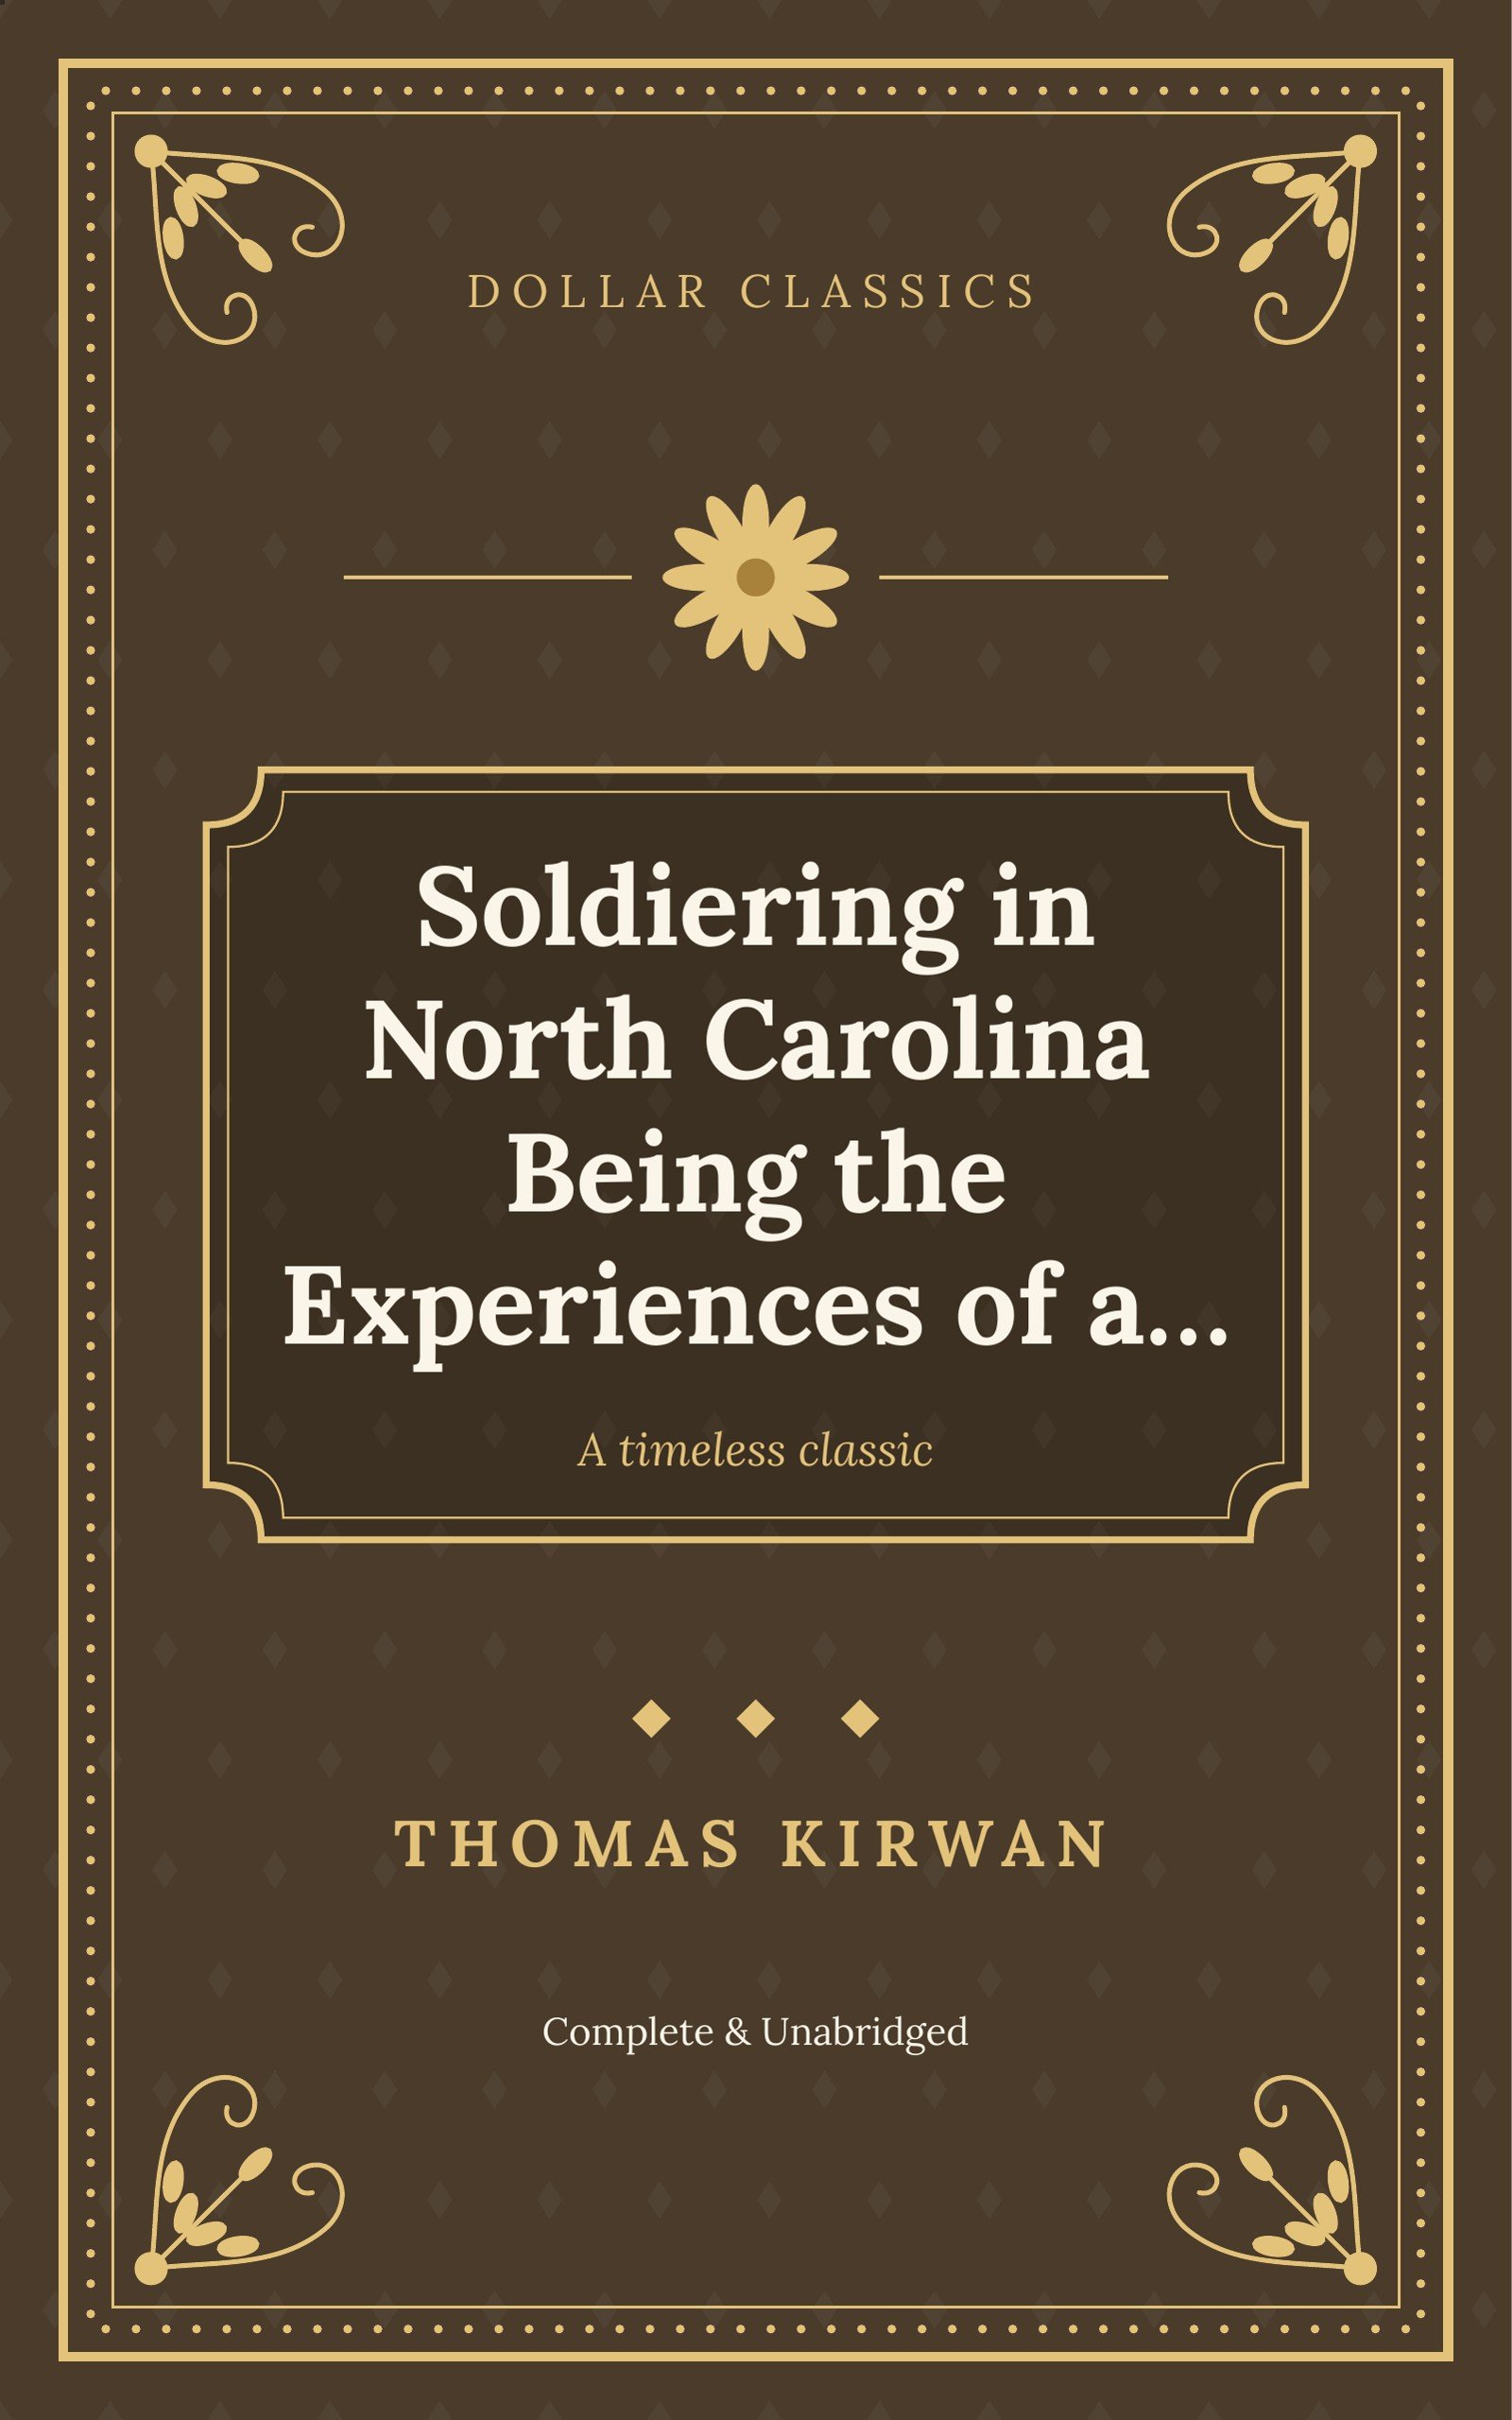 DOLLAR CLASSICS
Soldiering in
North Carolina
Being the
Experiences of a...
A timeless classic
THOMAS KIRWAN
Complete & Unabridged